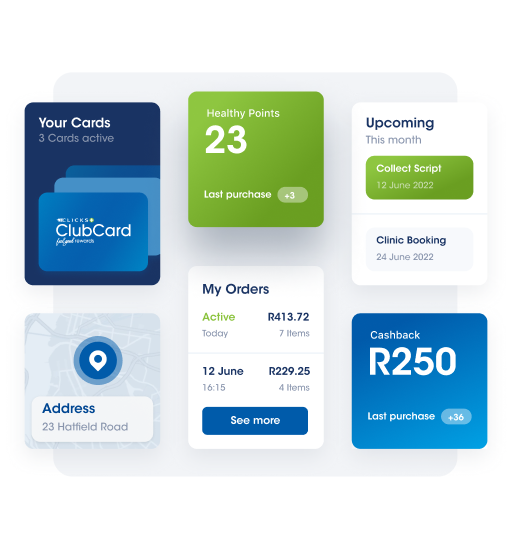 Your Cards
3 Cards active
CLICKS
ClubCard
feel good rewards
Healthy Points
23
Last purchase +3
Upcoming
This month
Collect Script
12 June 2022
Clinic Booking
24 June 2022
My Orders
Active R413.72
Today 7 Items
12 June R229.25
16:15 4 Items
See more
Address
23 Hatfield Road
Cashback
R250
Last purchase +36